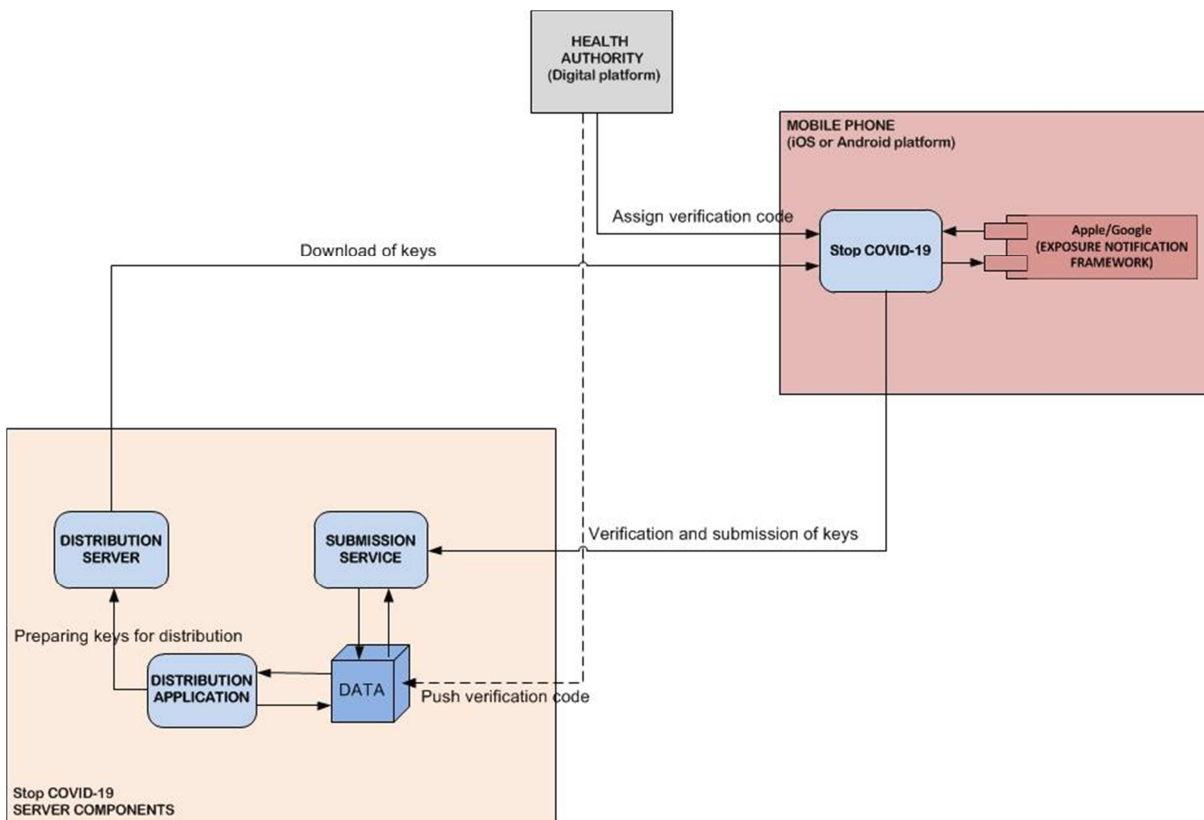 HEALTH
AUTHORITY
(Digital platform)
MOBILE PHONE
(iOS or Android platform)
Assign verification code
Stop COVID-19
Apple/Google
(EXPOSURE NOTIFICATION
FRAMEWORK)
Download of keys
DISTRIBUTION
SERVER
SUBMISSION
SERVICE
Verification and submission of keys
Preparing keys for distribution
DISTRIBUTION
APPLICATION
DATA
Push verification code
Stop COVID-19
SERVER COMPONENTS